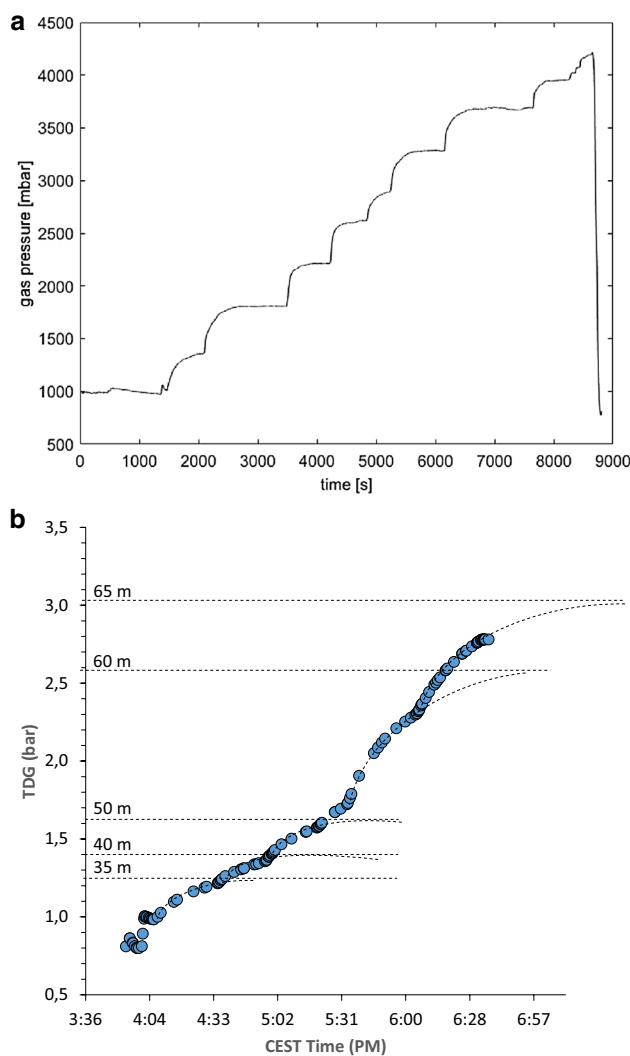 a
4500
4000
3500
3000
2500
2000
1500
1000
500
gas pressure [mbar]
0 1000 2000 3000 4000 5000 6000 7000 8000 9000
time [s]
b
3,5
3,0
2,5
2,0
1,5
1,0
0,5
TDG (bar)
65 m
60 m
50 m
40 m
35 m
3:36 4:04 4:33 5:02 5:31 6:00 6:28 6:57
CEST Time (PM)